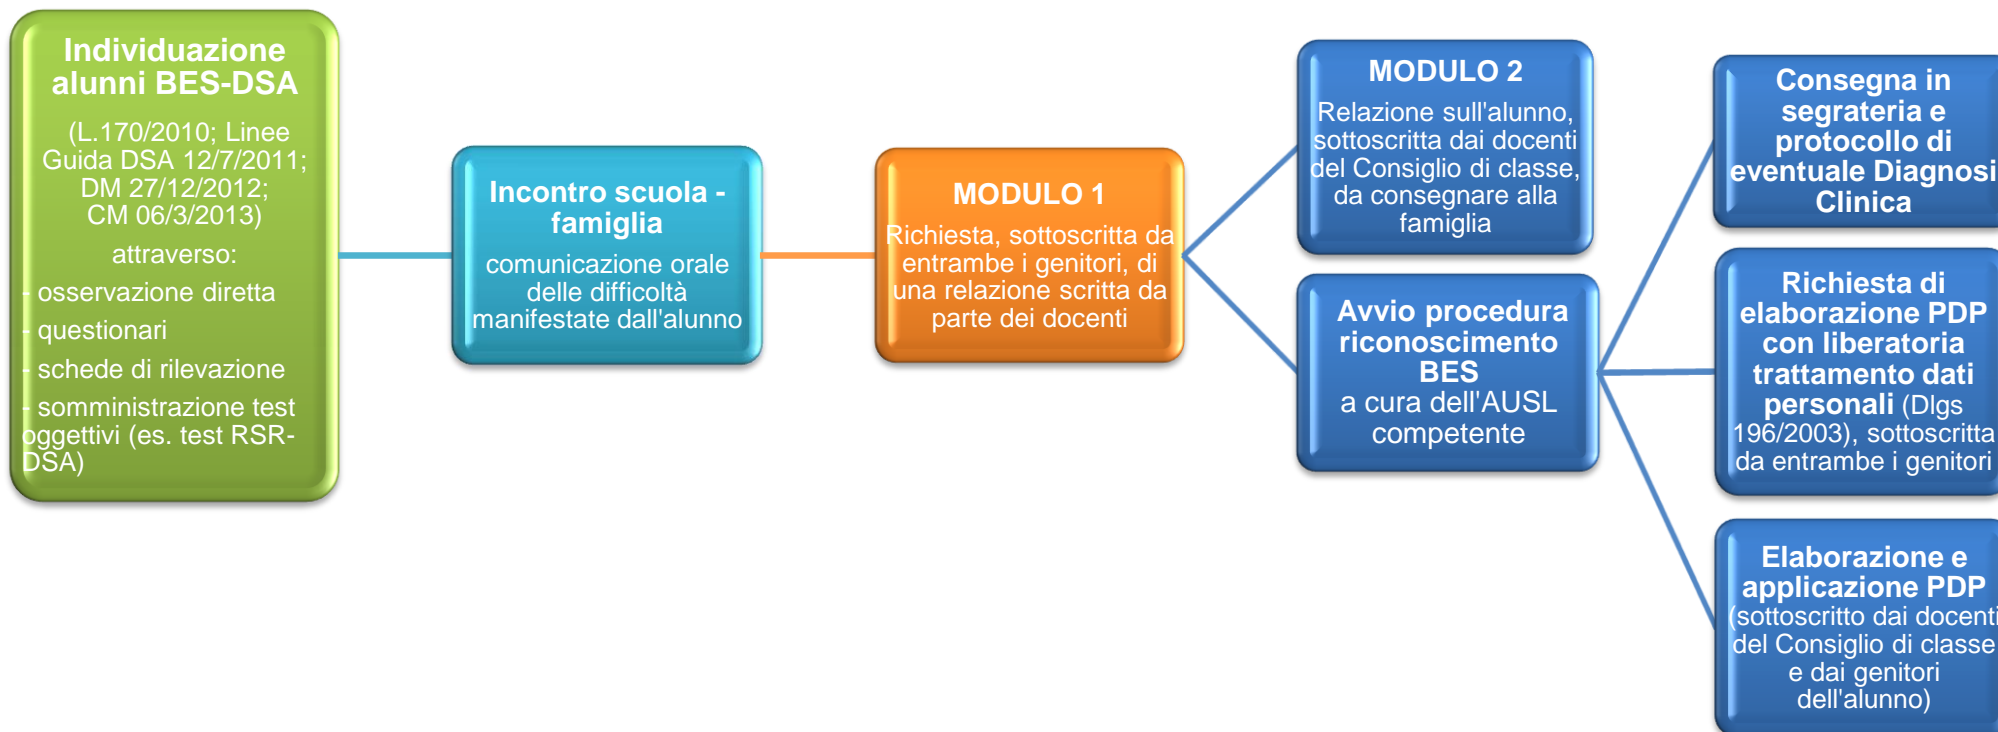 Individuazione
alunni BES-DSA
(L.170/2010; Linee
Guida DSA 12/7/2011;
DM 27/12/2012;
CM 06/3/2013)
attraverso:
- osservazione diretta
- questionari
- schede di rilevazione
- somministrazione test
oggettivi (es. test RSR-
DSA)
Incontro scuola -
famiglia
comunicazione orale
delle difficoltà
manifestate dall'alunno
MODULO 1
Richiesta, sottoscritta da
entrambe i genitori, di
una relazione scritta da
parte dei docenti
MODULO 2
Relazione sull'alunno,
sottoscritta dai docenti
del Consiglio di classe,
da consegnare alla
famiglia
Avvio procedura
riconoscimento
BES
a cura dell'AUSL
competente
Consegna in
segrateria e
protocollo di
eventuale Diagnosi
Clinica
Richiesta di
elaborazione PDP
con liberatoria
trattamento dati
personali (Dlgs
196/2003), sottoscritta
da entrambe i genitori
Elaborazione e
applicazione PDP
(sottoscritto dai docenti
del Consiglio di classe
e dai genitori
dell'alunno)